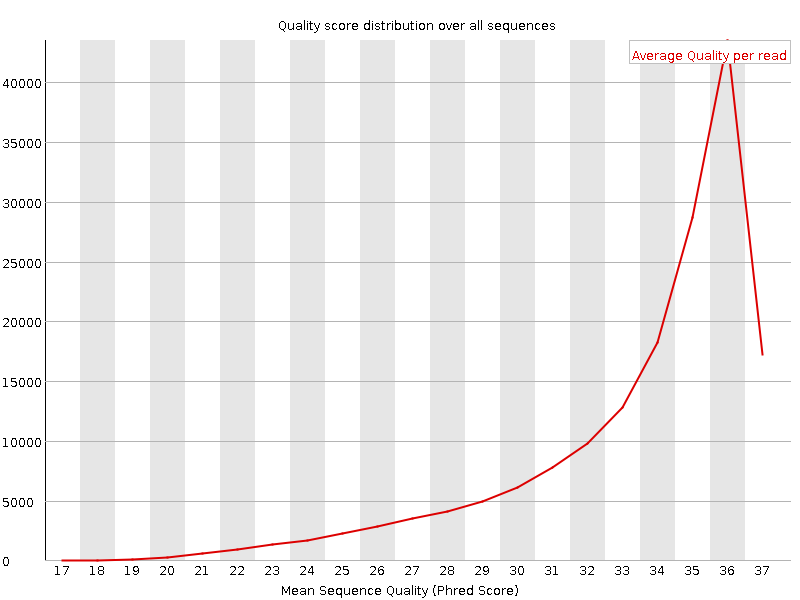 Quality score distribution over all sequences
Average Quality per read
40000
35000
30000
25000
20000
15000
10000
5000
0
17 18 19 20 21 22 23 24 25 26 27 28 29 30 31 32 33 34 35 36 37
Mean Sequence Quality (Phred Score)